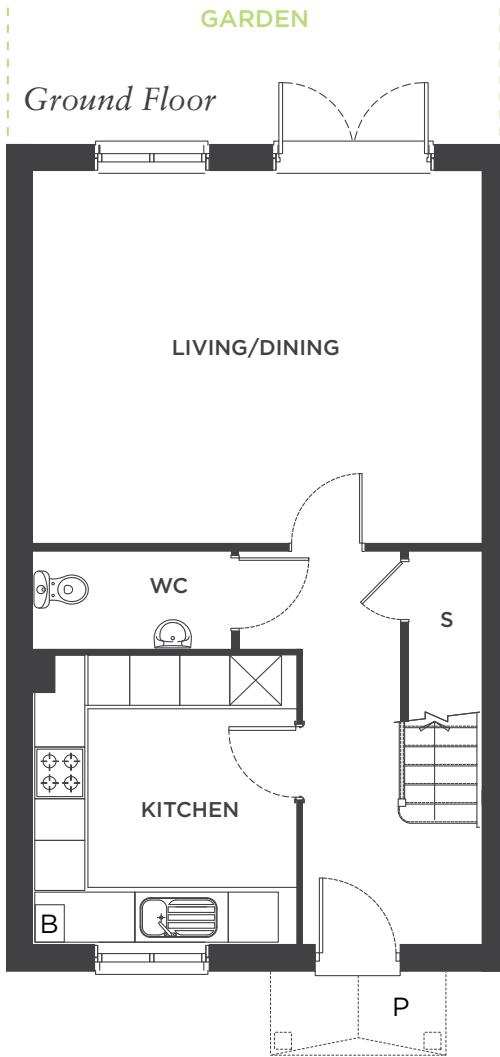 GARDEN
Ground Floor
LIVING/DINING
WC
S
KITCHEN
B
P